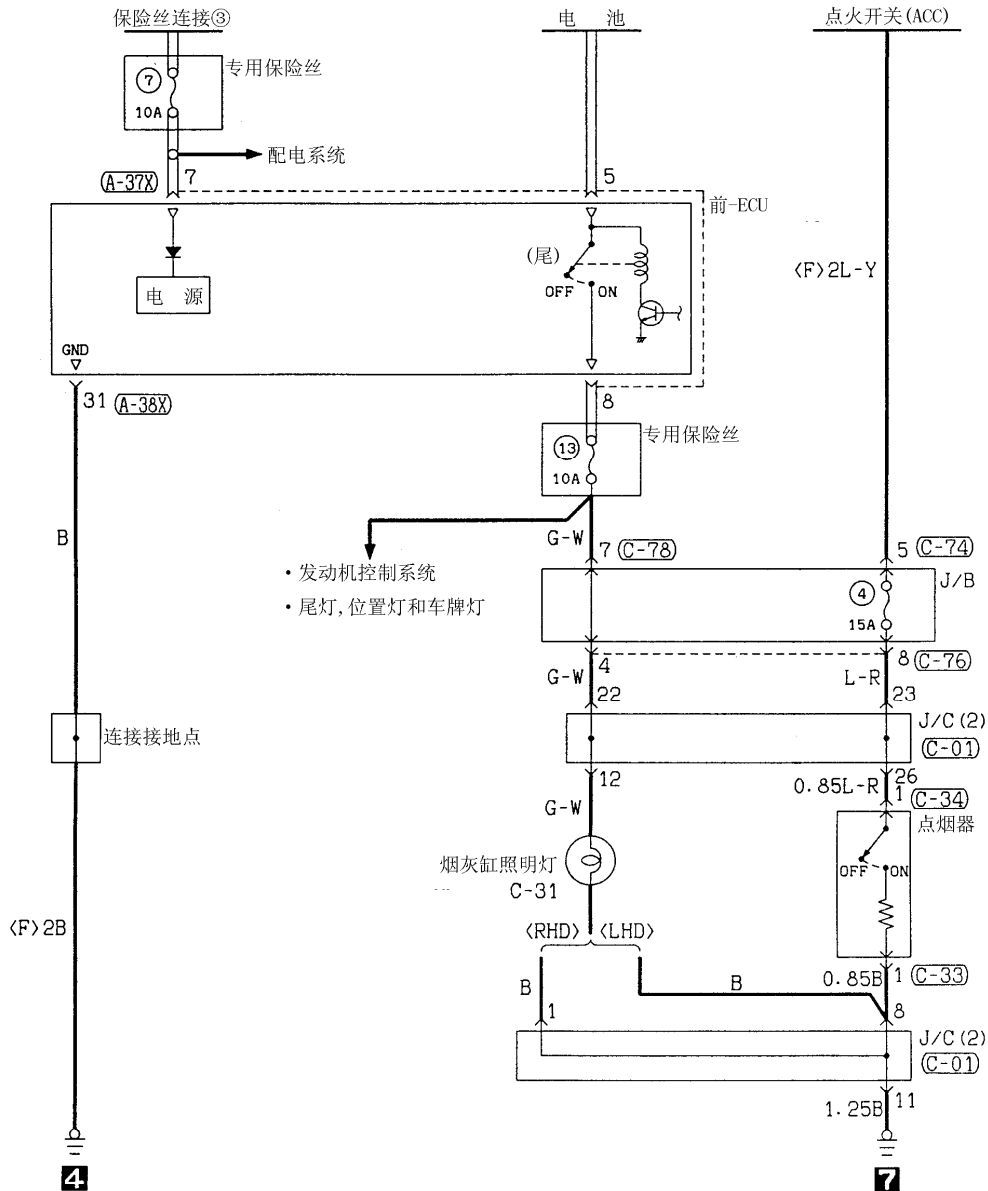 保险丝连接③
电 池
点火开关(ACC)
专用保险丝
7
10A
配电系统
A-37X
7
5
前-ECU
(尾)
OFF
ON
电 源
<F>2L-Y
GND
31
A-38X
8
专用保险丝
13
10A
B
G-W
7
C-78
5
C-74
J/B
·发动机控制系统
·尾灯,位置灯和车牌灯
4
15A
4
8
C-76
G-W
L-R
22
23
连接接地点
J/C(2)
C-01
12
26
0.85L-R
1
C-34
G-W
点烟器
烟灰缸照明灯
C-31
OFF
ON
<F>2B
<RHD>
<LHD>
0.85B
1
C-33
B
B
1
8
J/C(2)
C-01
1.25B
11
4
7